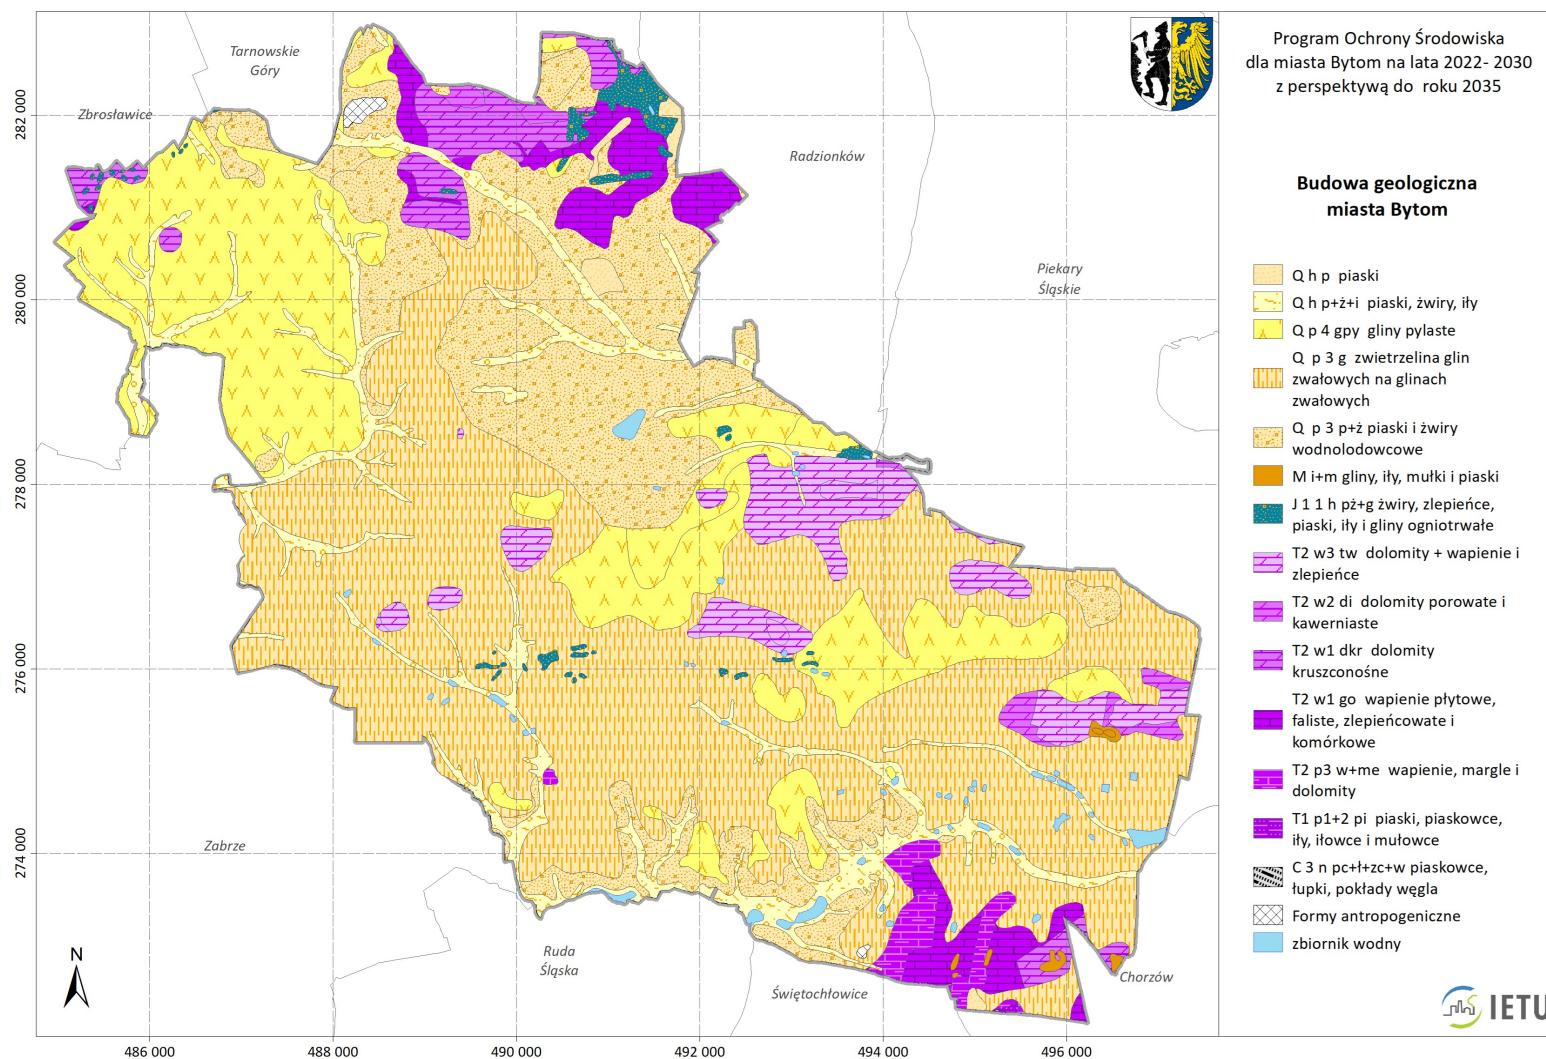 Program Ochrony Środowiska
dla miasta Bytom na lata 2022- 2030
z perspektywą do roku 2035
Budowa geologiczna
miasta Bytom
Q h p piaski
Q h p+ż+i piaski, żwiry, iły
Q p 4 gpy gliny pylaste
Q p 3 g zwietrzelina glin
zwałowych na glinach
zwałowych
Q p 3 p+ż piaski i żwiry
wodnolodowcowe
M i+m gliny, iły, mułki i piaski
J 1 1 h pż+g żwiry, zlepieńce,
piaski, iły i gliny ogniotrwałe
T2 w3 tw dolomity + wapienie i
zlepieńce
T2 w2 di dolomity porowate i
kawerniaste
T2 w1 dkr dolomity
kruszconośne
T2 w1 go wapienie płytowe,
faliste, zlepieńcowate i
komórkowe
T2 p3 w+me wapienie, margle i
dolomity
T1 p1+2 pi piaski, piaskowce,
iły, iłowce i mułowce
C 3 n pc+ł+zc+w piaskowce,
łupki, pokłady węgla
Formy antropogeniczne
zbiornik wodny
IETU
Tarnowskie
Góry
Zbrosławice
Radzionków
Piekary
Śląskie
Zabrze
Ruda
Śląska
Świętochłowice
Chorzów
N
282 000
280 000
278 000
276 000
274 000
486 000
488 000
490 000
492 000
494 000
496 000